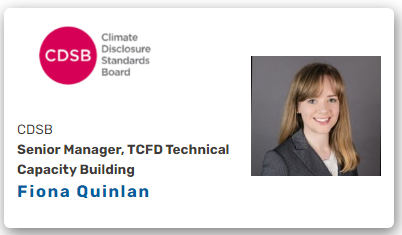 CDSB
Climate
Disclosure
Standards
Board
CDSB
Senior Manager, TCFD Technical
Capacity Building
Fiona Quinlan